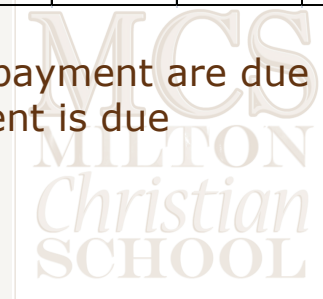 payment are due
ent is due
MCS
MILTON
Christian
SCHOOL